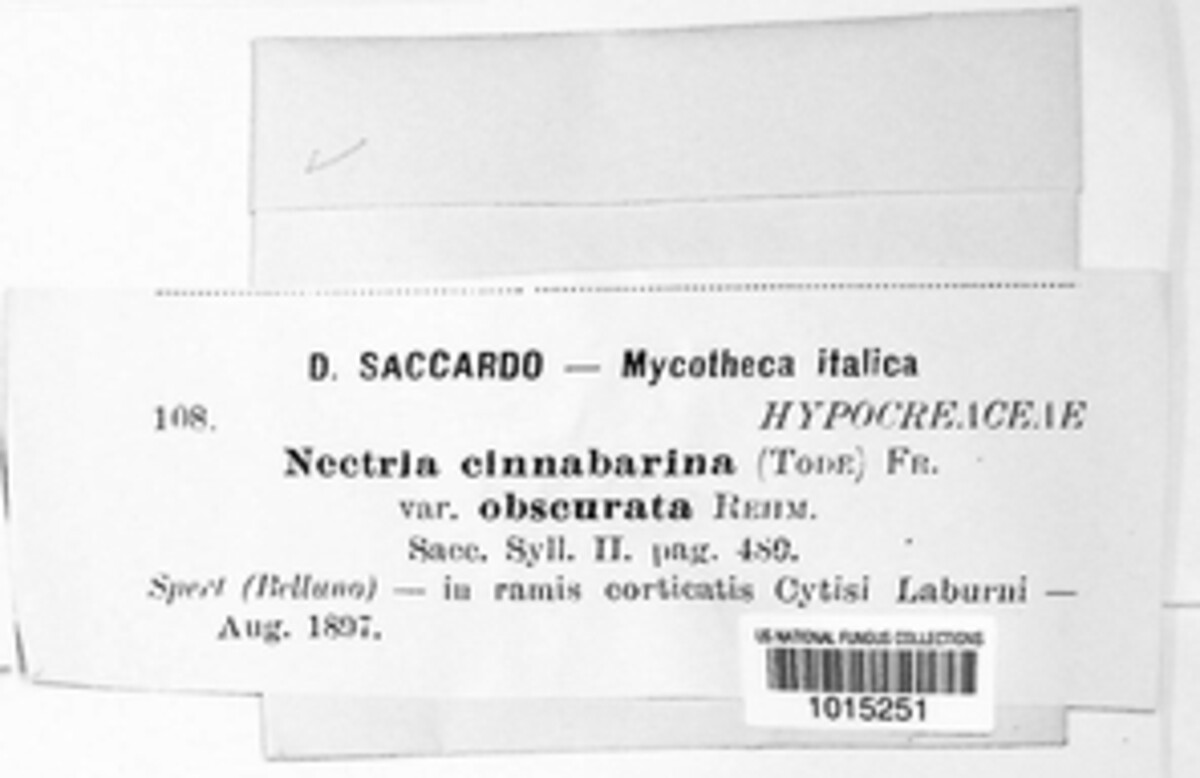 D. SACCARDO — Mycotheca italica
108.
HYPOCREACEAE
Nectria cinnabarina (TODE) FR.
var. obscurata REHM.
Sacc. Syll. II. pag. 480.
Spert (Belluno) — in ramis corticatis Cytisi Laburni —
Aug. 1897.
US NATIONAL FUNGUS COLLECTIONS
1015251